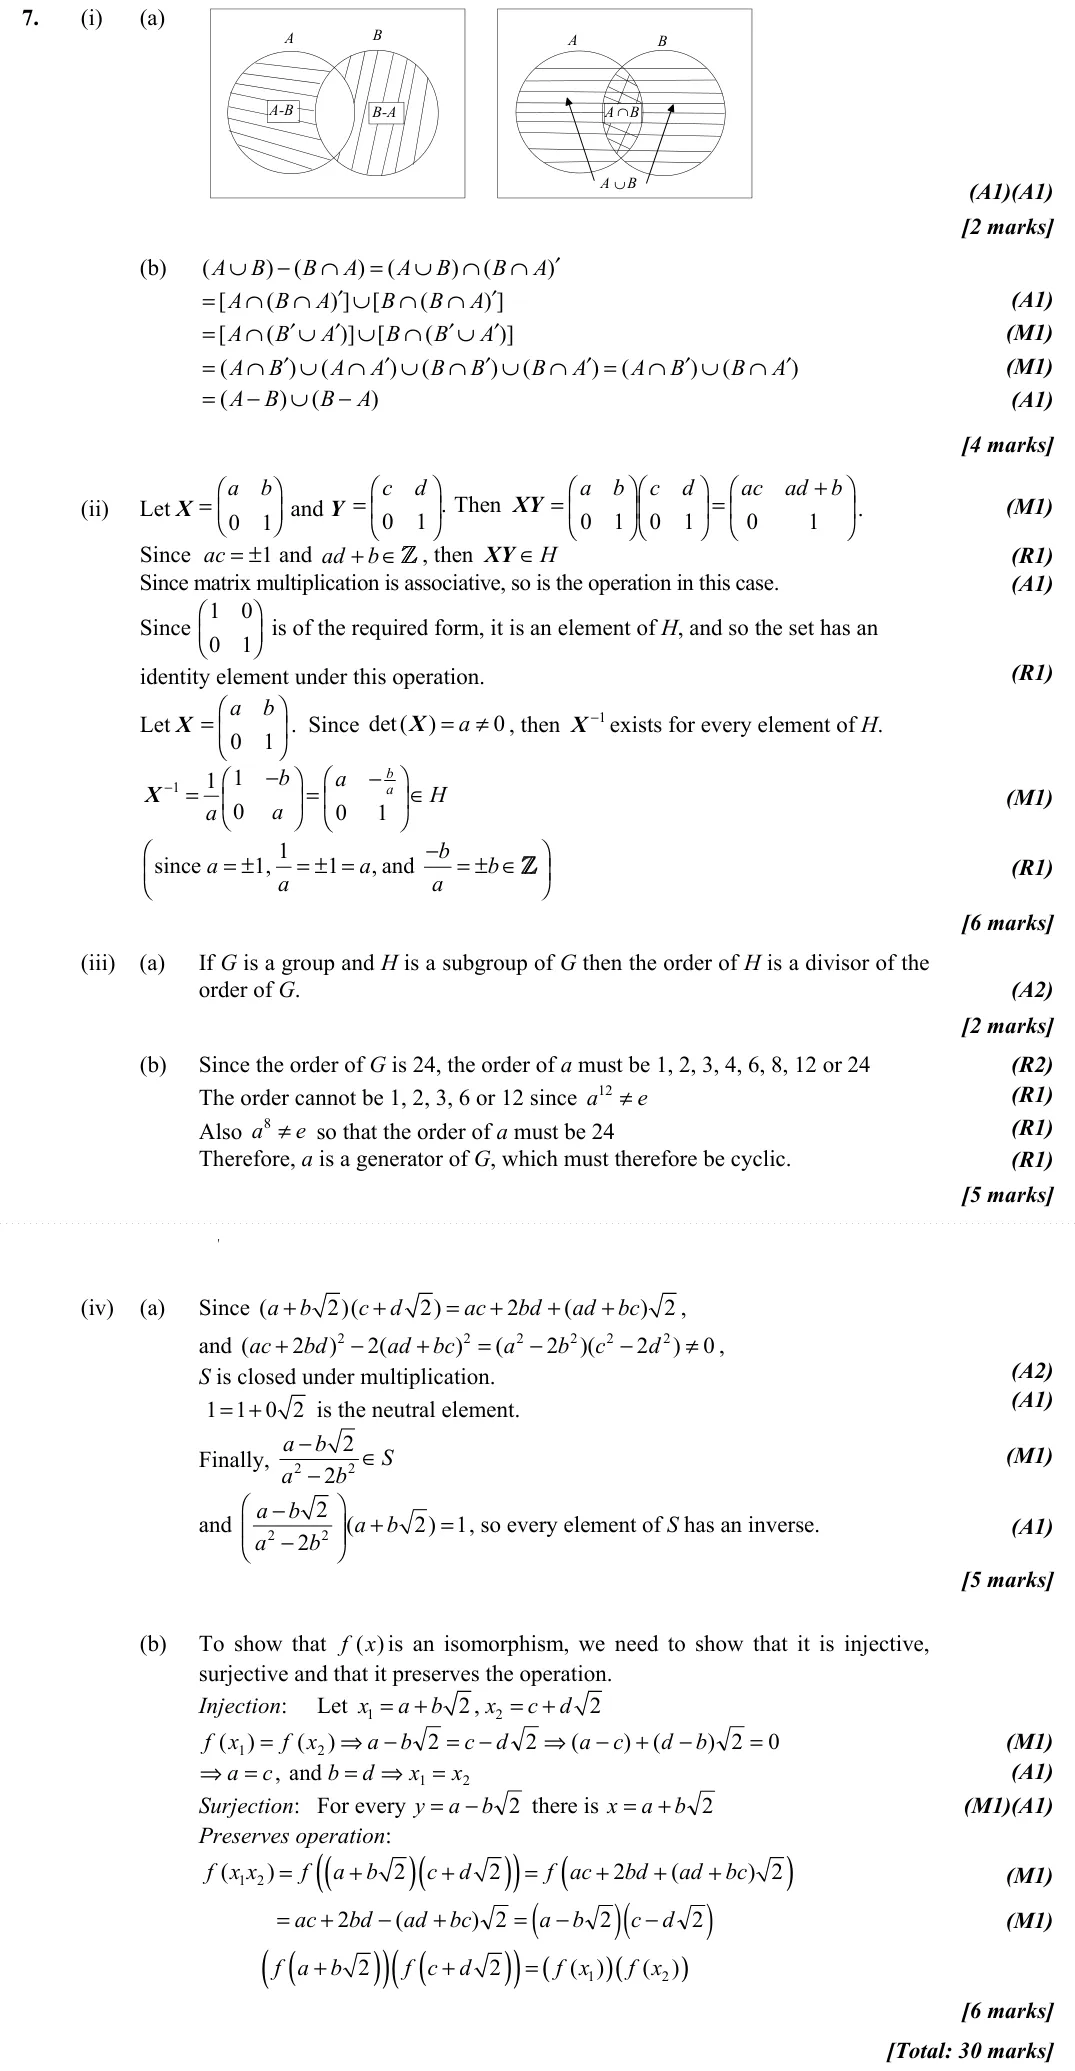 7. (i) (a)
A B
A-B B-A
A B
A ∩ B
A ∪ B
(A1)(A1)
[2 marks]
(b) (A ∪ B) − (B ∩ A) = (A ∪ B) ∩ (B ∩ A)′
= [A ∩ (B ∩ A)′] ∪ [B ∩ (B ∩ A)′] (A1)
= [A ∩ (B′ ∪ A′)] ∪ [B ∩ (B′ ∪ A′)] (M1)
= (A ∩ B′) ∪ (A ∩ A′) ∪ (B ∩ B′) ∪ (B ∩ A′) = (A ∩ B′) ∪ (B ∩ A′) (M1)
= (A − B) ∪ (B − A) (A1)
[4 marks]
(ii) Let X = (a b; 0 1) and Y = (c d; 0 1). Then XY = (a b; 0 1)(c d; 0 1) = (ac ad + b; 0 1). (M1)
Since ac = ±1 and ad + b ∈ ℤ, then XY ∈ H (R1)
Since matrix multiplication is associative, so is the operation in this case. (A1)
Since (1 0; 0 1) is of the required form, it is an element of H, and so the set has an
identity element under this operation. (R1)
Let X = (a b; 0 1). Since det(X) = a ≠ 0, then X⁻¹ exists for every element of H.
X⁻¹ = 1/a (1 −b; 0 a) = (a −b/a; 0 1) ∈ H (M1)
(since a = ±1, 1/a = ±1 = a, and −b/a = ±b ∈ ℤ) (R1)
[6 marks]
(iii) (a) If G is a group and H is a subgroup of G then the order of H is a divisor of the
order of G. (A2)
[2 marks]
(b) Since the order of G is 24, the order of a must be 1, 2, 3, 4, 6, 8, 12 or 24 (R2)
The order cannot be 1, 2, 3, 6 or 12 since a¹² ≠ e (R1)
Also a⁸ ≠ e so that the order of a must be 24 (R1)
Therefore, a is a generator of G, which must therefore be cyclic. (R1)
[5 marks]
(iv) (a) Since (a + b√2)(c + d√2) = ac + 2bd + (ad + bc)√2,
and (ac + 2bd)² − 2(ad + bc)² = (a² − 2b²)(c² − 2d²) ≠ 0,
S is closed under multiplication. (A2)
1 = 1 + 0√2 is the neutral element. (A1)
Finally, (a − b√2)/(a² − 2b²) ∈ S (M1)
and ((a − b√2)/(a² − 2b²))(a + b√2) = 1, so every element of S has an inverse. (A1)
[5 marks]
(b) To show that f(x) is an isomorphism, we need to show that it is injective,
surjective and that it preserves the operation.
Injection: Let x₁ = a + b√2, x₂ = c + d√2
f(x₁) = f(x₂) ⇒ a − b√2 = c − d√2 ⇒ (a − c) + (d − b)√2 = 0 (M1)
⇒ a = c, and b = d ⇒ x₁ = x₂ (A1)
Surjection: For every y = a − b√2 there is x = a + b√2 (M1)(A1)
Preserves operation:
f(x₁x₂) = f((a + b√2)(c + d√2)) = f(ac + 2bd + (ad + bc)√2) (M1)
= ac + 2bd − (ad + bc)√2 = (a − b√2)(c − d√2) (M1)
(f(a + b√2))(f(c + d√2)) = (f(x₁))(f(x₂))
[6 marks]
[Total: 30 marks]